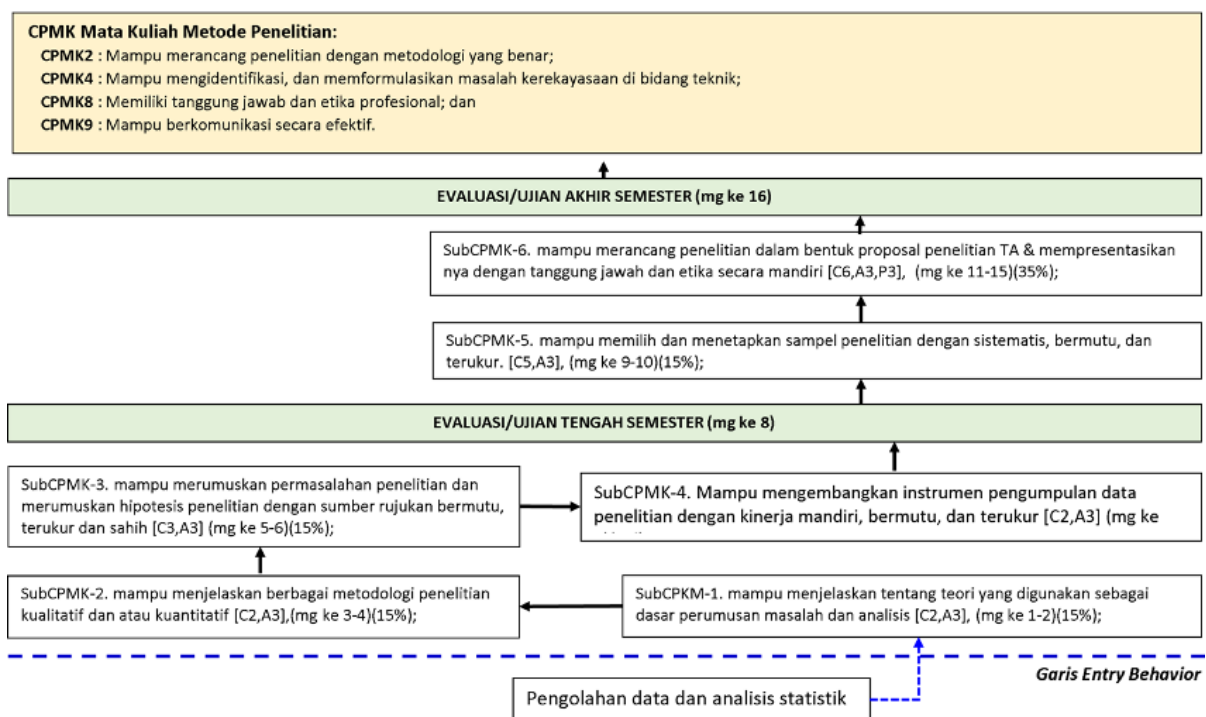 CPMK Mata Kuliah Metode Penelitian:
CPMK2 : Mampu merancang penelitian dengan metodologi yang benar;
CPMK4 : Mampu mengidentifikasi, dan memformulasikan masalah kerekayasaan di bidang teknik;
CPMK8 : Memiliki tanggung jawab dan etika profesional; dan
CPMK9 : Mampu berkomunikasi secara efektif.
EVALUASI/UJIAN AKHIR SEMESTER (mg ke 16)
SubCPMK-6. mampu merancang penelitian dalam bentuk proposal penelitian TA & mempresentasikan
nya dengan tanggung jawah dan etika secara mandiri [C6,A3,P3], (mg ke 11-15)(35%);
SubCPMK-5. mampu memilih dan menetapkan sampel penelitian dengan sistematis, bermutu, dan
terukur. [C5,A3], (mg ke 9-10)(15%);
EVALUASI/UJIAN TENGAH SEMESTER (mg ke 8)
SubCPMK-3. mampu merumuskan permasalahan penelitian dan
merumuskan hipotesis penelitian dengan sumber rujukan bermutu,
terukur dan sahih [C3,A3] (mg ke 5-6)(15%);
SubCPMK-4. Mampu mengembangkan instrumen pengumpulan data
penelitian dengan kinerja mandiri, bermutu, dan terukur [C2,A3] (mg ke
SubCPMK-2. mampu menjelaskan berbagai metodologi penelitian
kualitatif dan atau kuantitatif [C2,A3],(mg ke 3-4)(15%);
SubCPKM-1. mampu menjelaskan tentang teori yang digunakan sebagai
dasar perumusan masalah dan analisis [C2,A3], (mg ke 1-2)(15%);
Garis Entry Behavior
Pengolahan data dan analisis statistik